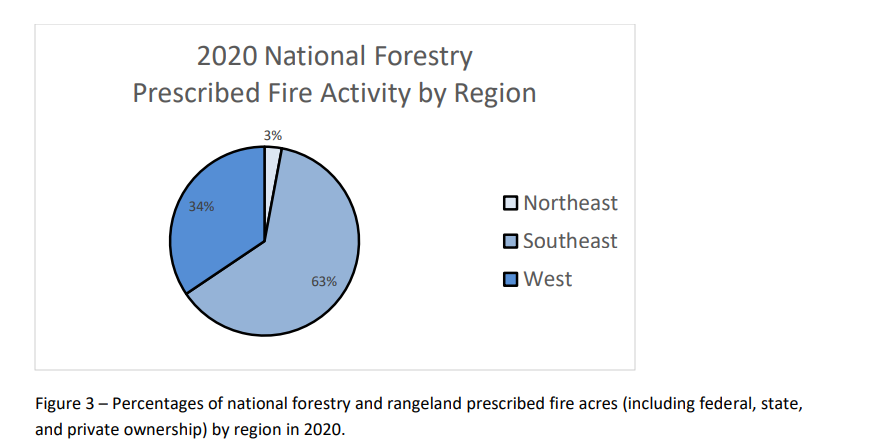 2020 National Forestry
Prescribed Fire Activity by Region
3%
34%
63%
Northeast
Southeast
West
Figure 3 – Percentages of national forestry and rangeland prescribed fire acres (including federal, state,
and private ownership) by region in 2020.